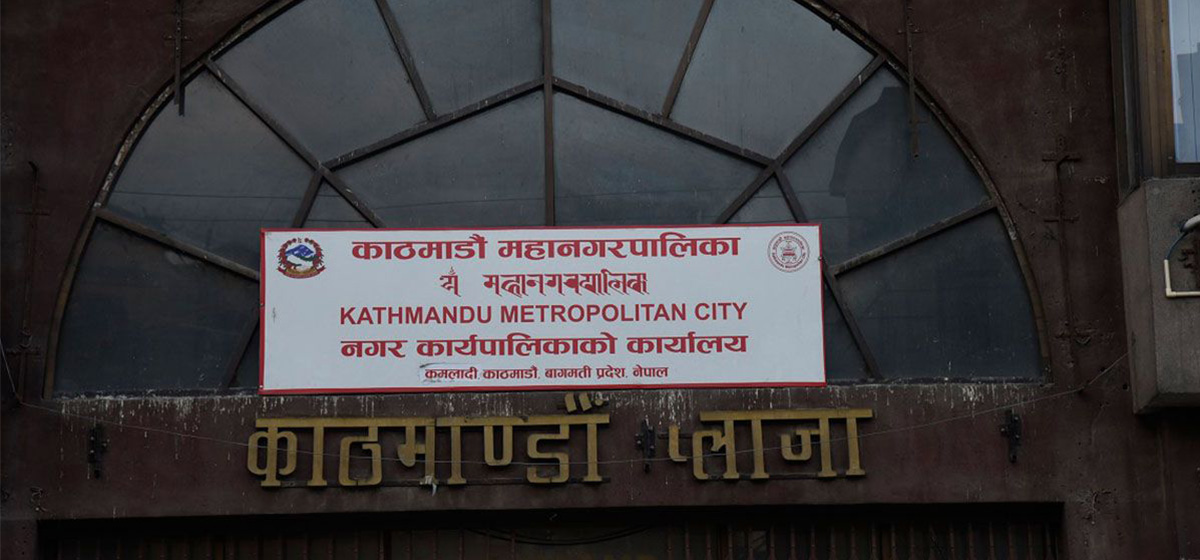 काठमाडौं महानगरपालिका
KATHMANDU METROPOLITAN CITY
नगर कार्यपालिकाको कार्यालय
कमलादी, काठमाडौं, बागमती प्रदेश, नेपाल
काठमाण्डौं प्लाजा